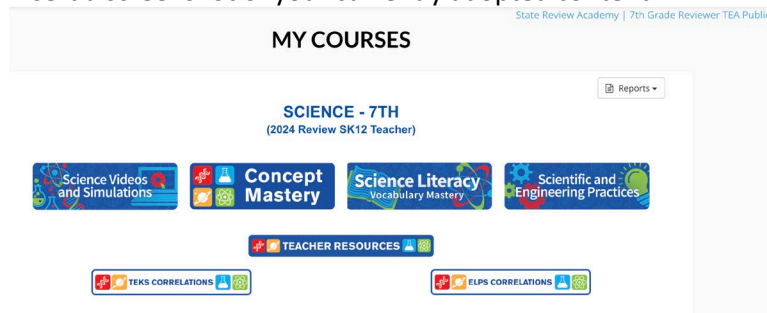 State Review Academy | 7th Grade Reviewer TEA Public
MY COURSES
Reports
SCIENCE - 7TH
(2024 Review SK12 Teacher)
Science Videos
and Simulations
Concept
Mastery
Science Literacy
Vocabulary Mastery
Scientific and
Engineering Practices
TEACHER RESOURCES
TEKS CORRELATIONS
ELPS CORRELATIONS